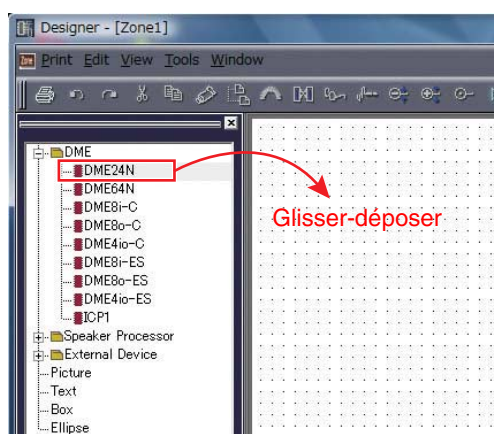 Designer - [Zone1]
Print Edit View Tools Window
DME
DME24N
DME64N
DME8i-C
DME8o-C
DME4io-C
DME8i-ES
DME8o-ES
DME4io-ES
ICP1
Speaker Processor
External Device
Picture
Text
Box
Ellipse
Glisser-déposer